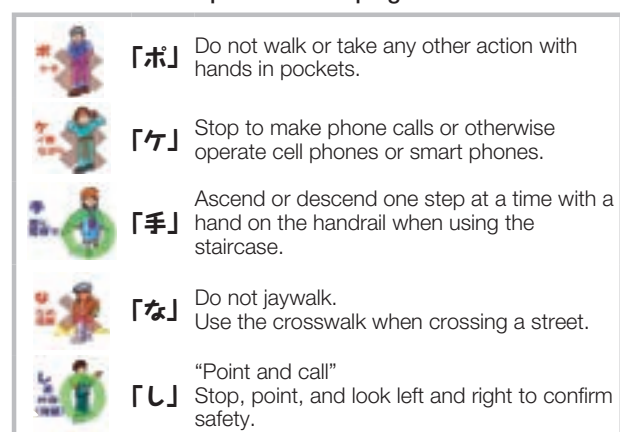 「ポ」 Do not walk or take any other action with
hands in pockets.
「ケ」 Stop to make phone calls or otherwise
operate cell phones or smart phones.
「手」 Ascend or descend one step at a time with a
hand on the handrail when using the
staircase.
「な」 Do not jaywalk.
Use the crosswalk when crossing a street.
「し」 “Point and call”
Stop, point, and look left and right to confirm
safety.